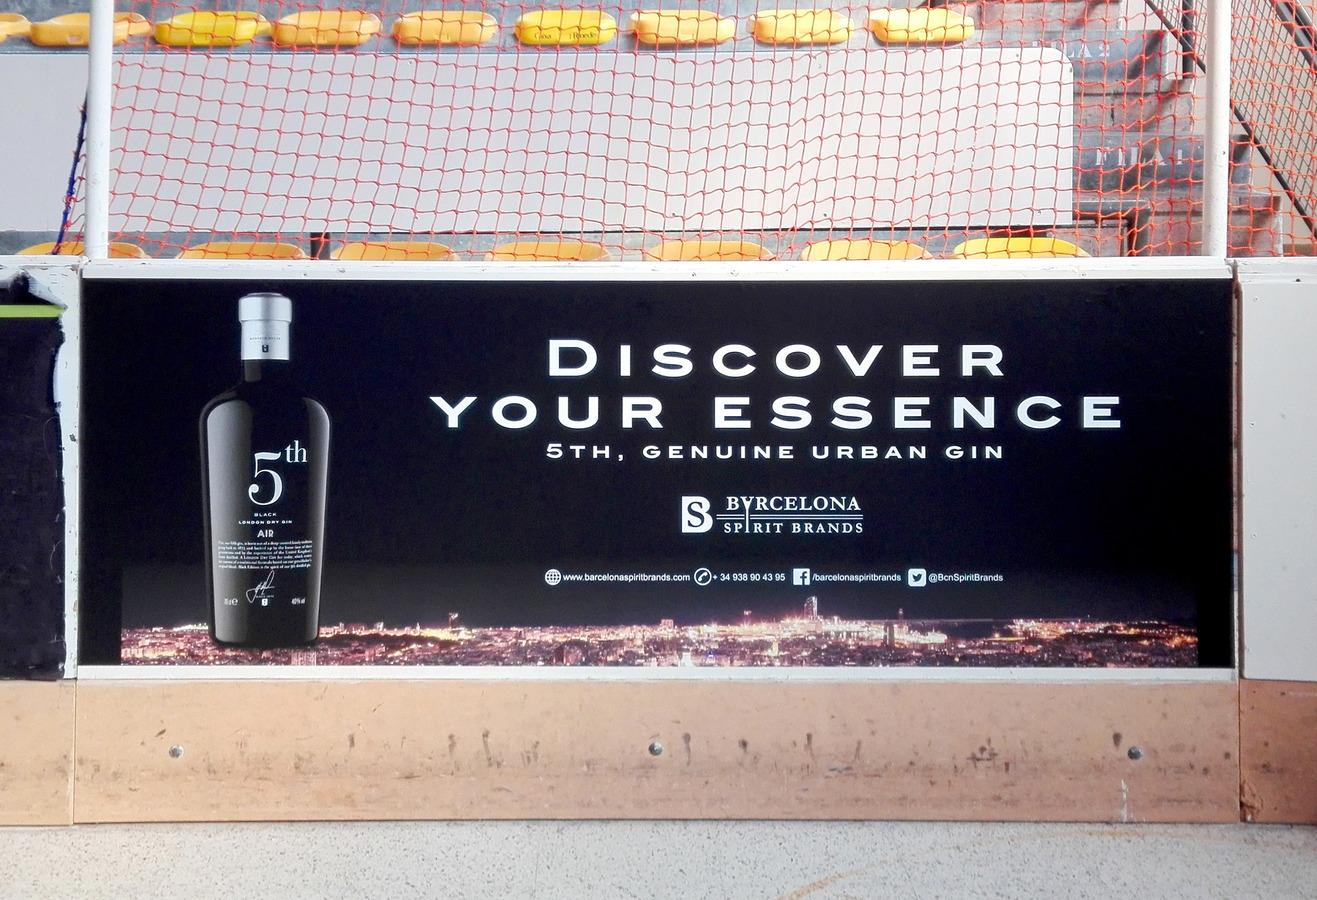 DISCOVER
YOUR ESSENCE
5TH, GENUINE URBAN GIN
BARCELONA
SPIRIT BRANDS
www.barcelonaspiritbrands.com + 34 938 90 43 95 /barcelonaspiritbrands @BcnSpiritBrands
5th
BLACK
LONDON DRY GIN
AIR